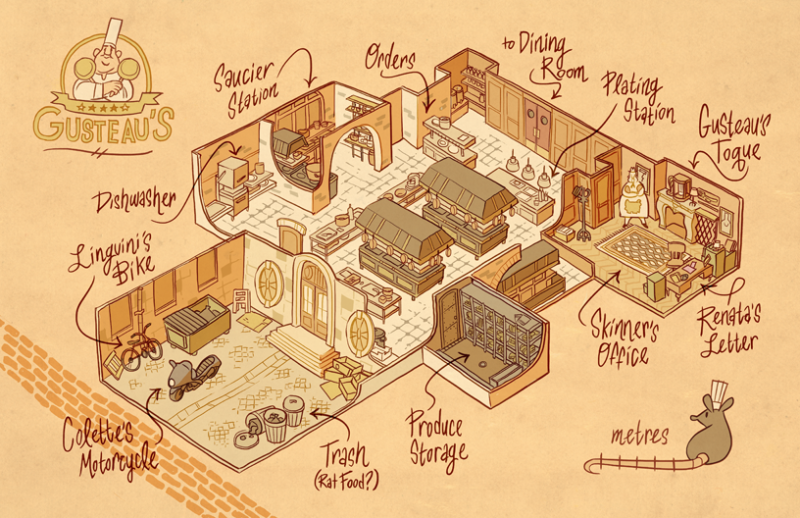 GUSTEAU'S
Saucier
Station
Orders
to Dining
Room
Plating
Station
Gusteau's
Toque
Dishwasher
Linguini's
Bike
Skinner's
Office
Renata's
Letter
Colette's
Motorcycle
Trash
(Rat Food?)
Produce
Storage
metres